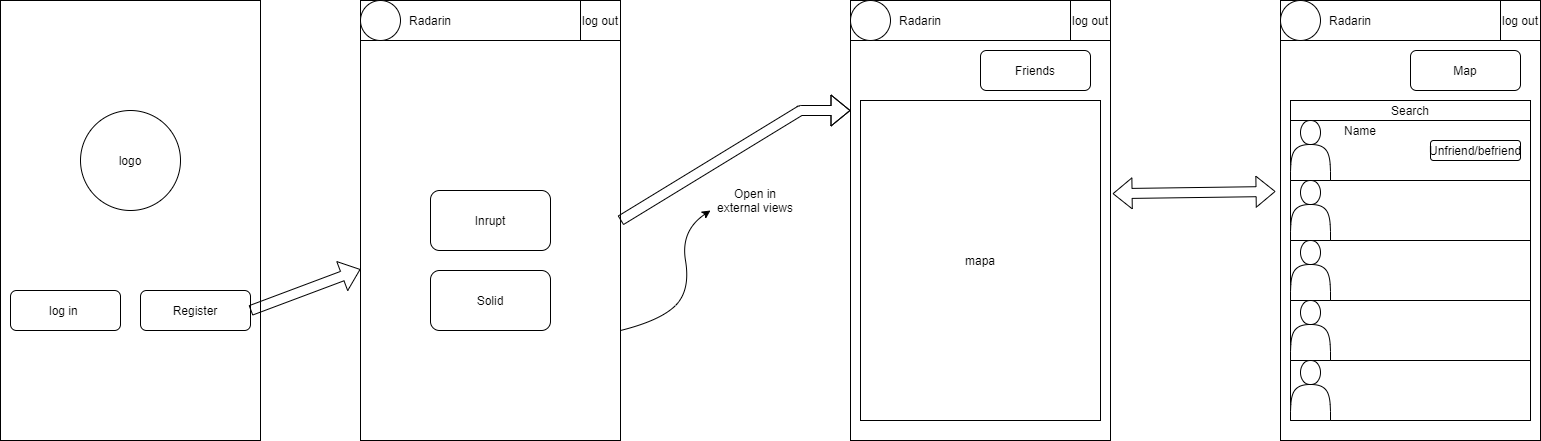 logo
log in
Register
Radarin
log out
Inrupt
Solid
Open in
external views
Radarin
log out
Friends
mapa
Radarin
log out
Map
Search
Name
Unfriend/befriend